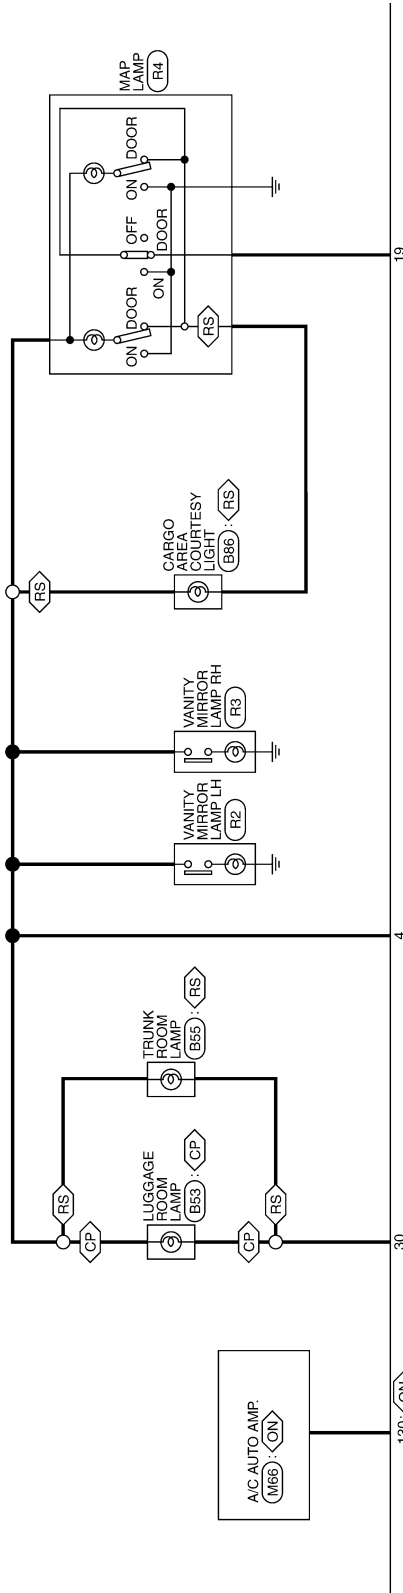 A/C AUTO AMP.
M66 : ON
LUGGAGE
ROOM
LAMP
B53 : CP
CP
CP
RS
RS
TRUNK
ROOM
LAMP
B55 : RS
VANITY
MIRROR
LAMP LH
R2
VANITY
MIRROR
LAMP RH
R3
RS
CARGO
AREA
COURTESY
LIGHT
B86 : RS
MAP
LAMP
R4
ON
DOOR
ON
OFF
DOOR
ON
DOOR
RS
30
4
19